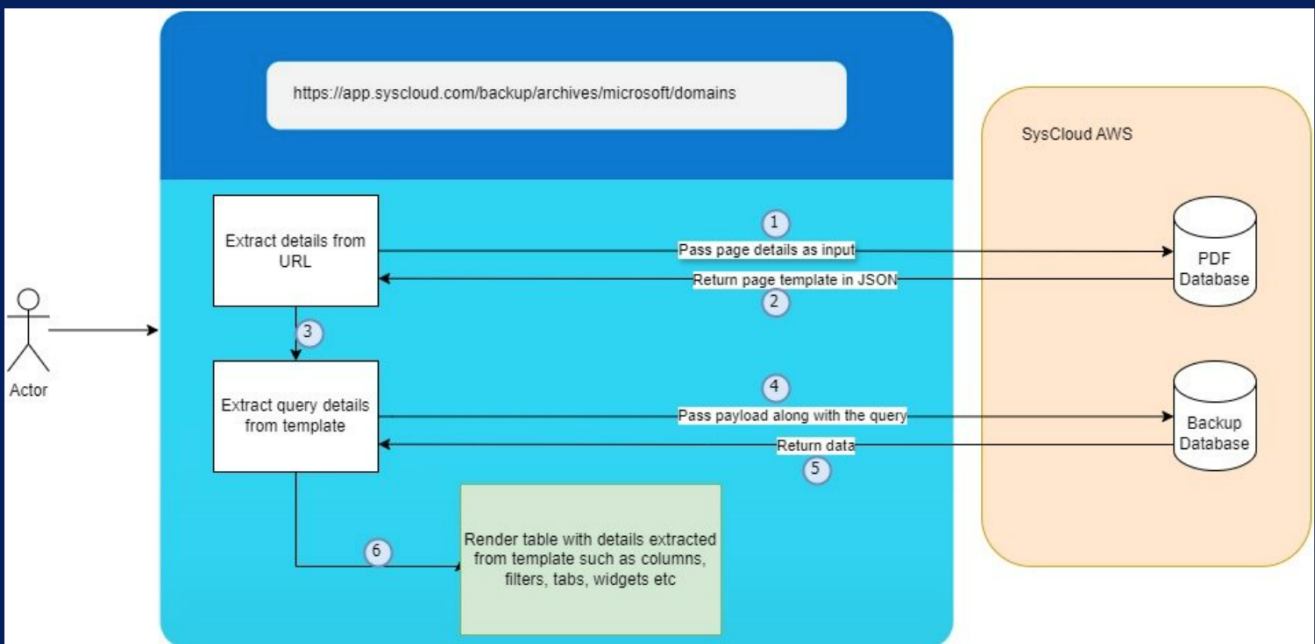 https://app.syscloud.com/backup/archives/microsoft/domains
SysCloud AWS
Extract details from
URL
1
Pass page details as input
Return page template in JSON
2
PDF
Database
3
Actor
Extract query details
from template
4
Pass payload along with the query
Return data
5
Backup
Database
6
Render table with details extracted
from template such as columns,
filters, tabs, widgets etc